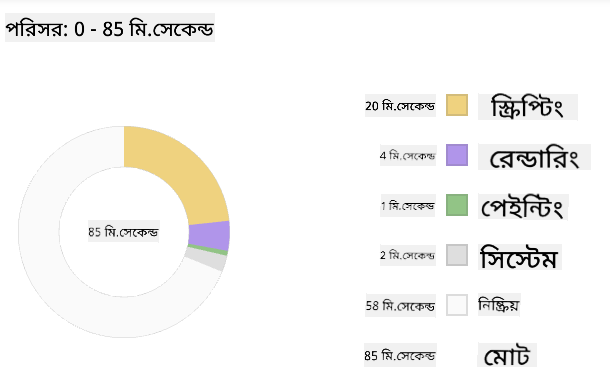 পরিসর: 0 - 85 মি.সেকেন্ড
20 মি.সেকেন্ড স্ক্রিপ্টিং
4 মি.সেকেন্ড রেন্ডারিং
1 মি.সেকেন্ড পেইন্টিং
85 মি.সেকেন্ড
2 মি.সেকেন্ড সিস্টেম
58 মি.সেকেন্ড নিষ্ক্রিয়
85 মি.সেকেন্ড মোট